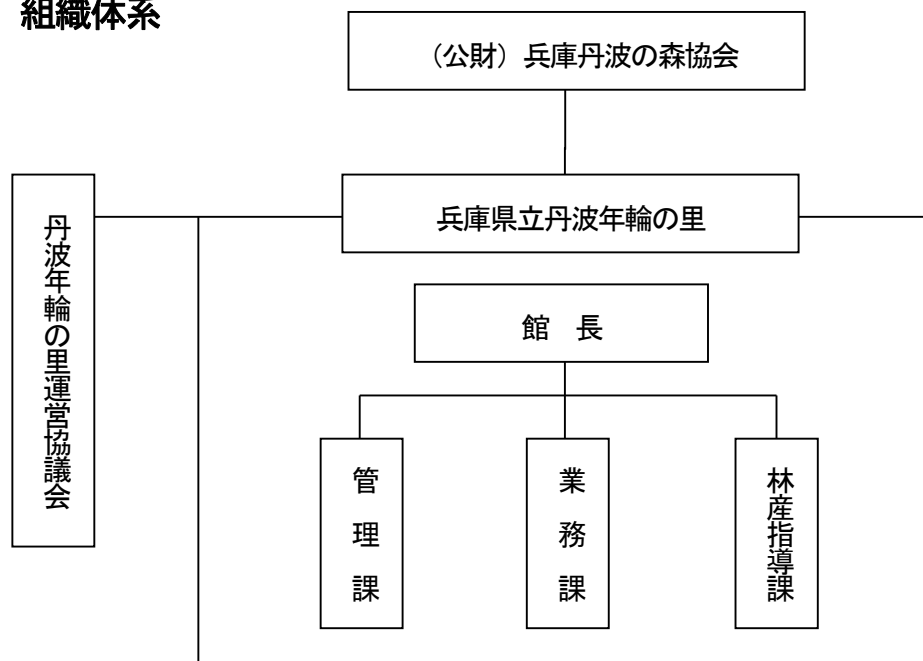 組織体系
（公財）兵庫丹波の森協会
兵庫県立丹波年輪の里
丹波年輪の里運営協議会
館　長
管理課
業務課
林産指導課